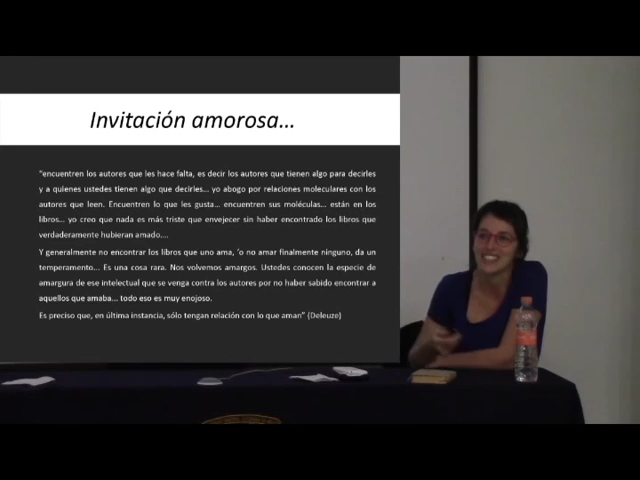 Invitación amorosa...
"encuentren los autores que les hace falta, es decir los autores que tienen algo para decirles
y a quienes ustedes tienen algo que decirles... yo abogo por relaciones moleculares con los
autores que leen. Encuentren lo que les gusta... encuentren sus moléculas... están en los
libros... yo creo que nada es más triste que envejecer sin haber encontrado los libros que
verdaderamente hubieran amado....
Y generalmente no encontrar los libros que uno ama, 'o no amar finalmente ninguno, da un
temperamento... Es una cosa rara. Nos volvemos amargos. Ustedes conocen la especie de
amargura de ese intelectual que se venga contra los autores por no haber sabido encontrar a
aquellos que amaba... todo eso es muy enojoso.
Es preciso que, en última instancia, sólo tengan relación con lo que aman" (Deleuze)